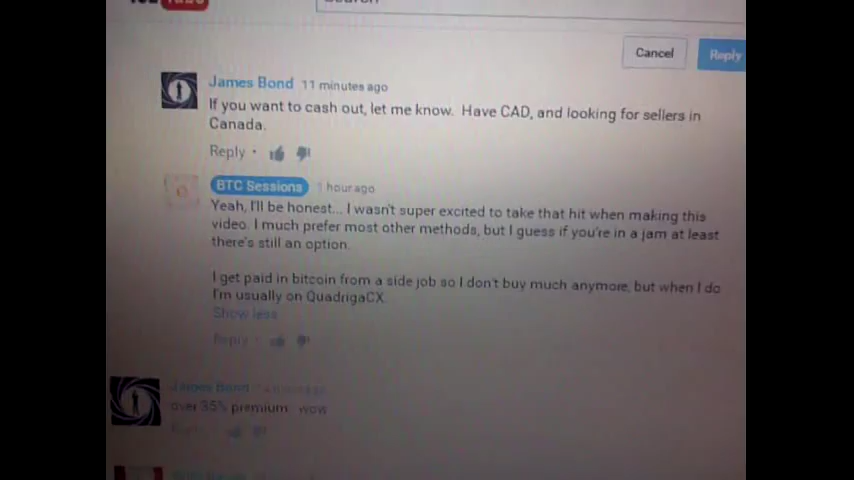 Cancel
Reply
James Bond 11 minutes ago
If you want to cash out, let me know. Have CAD, and looking for sellers in
Canada.
Reply •
BTC Sessions 1 hour ago
Yeah, I'll be honest... I wasn't super excited to take that hit when making this
video. I much prefer most other methods, but I guess if you're in a jam at least
there's still an option.
I get paid in bitcoin from a side job so I don't buy much anymore, but when I do
I'm usually on QuadrigaCX.
Show less
Reply •
James Bond
over 35% premium. wow
Reply